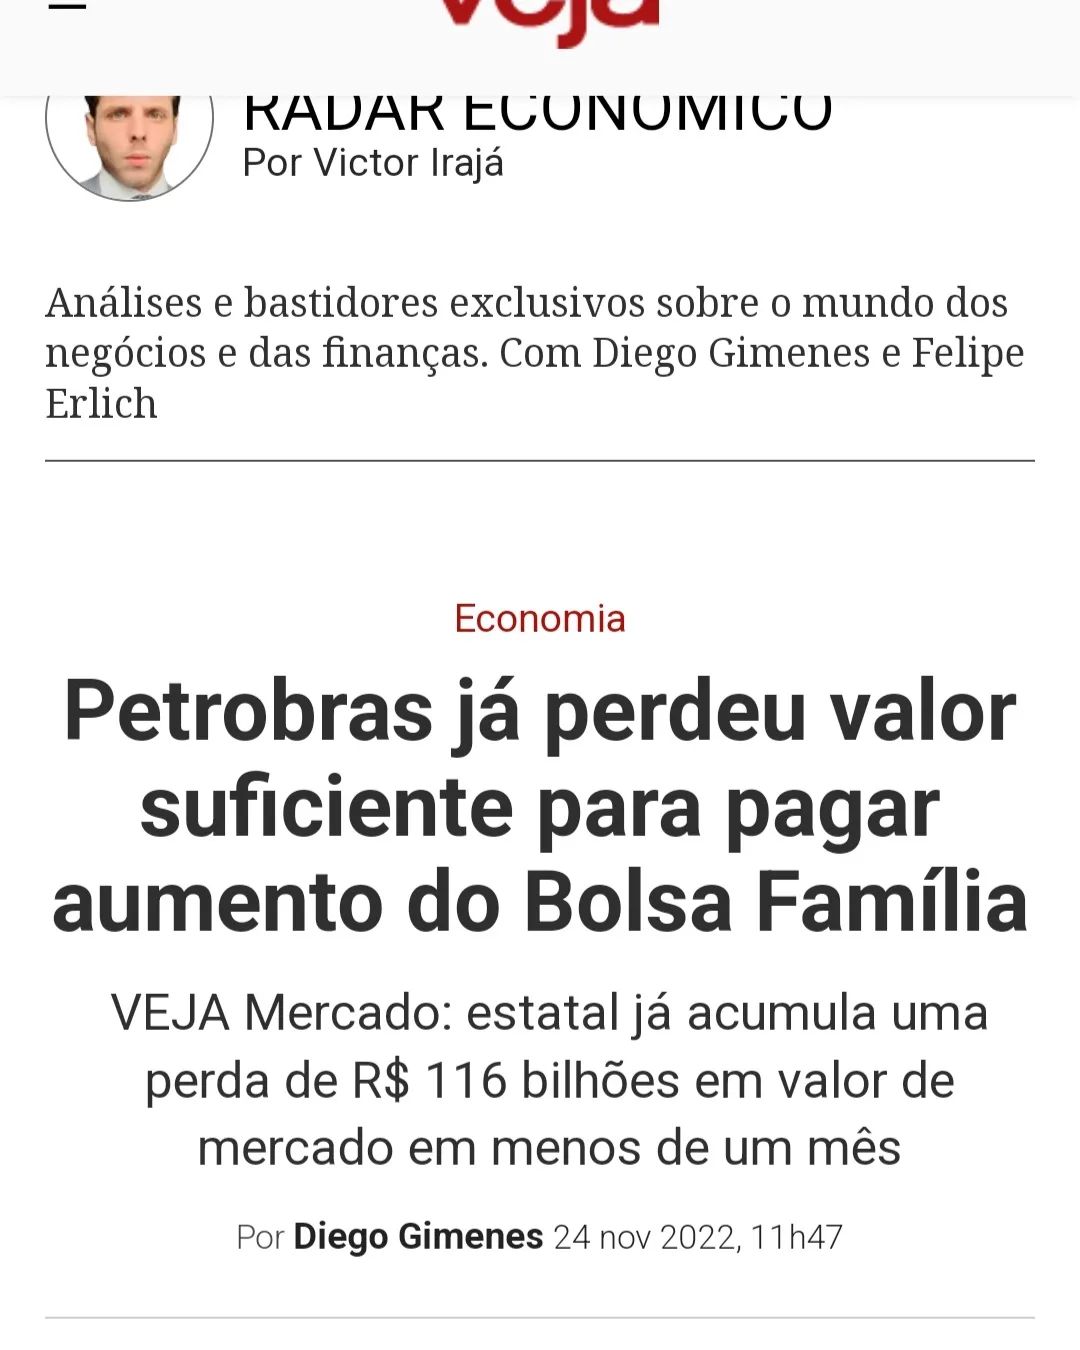 veja
RADAR ECONÔMICO
Por Victor Irajá
Análises e bastidores exclusivos sobre o mundo dos
negócios e das finanças. Com Diego Gimenes e Felipe
Erlich
Economia
Petrobras já perdeu valor
suficiente para pagar
aumento do Bolsa Família
VEJA Mercado: estatal já acumula uma
perda de R$ 116 bilhões em valor de
mercado em menos de um mês
Por Diego Gimenes 24 nov 2022, 11h47